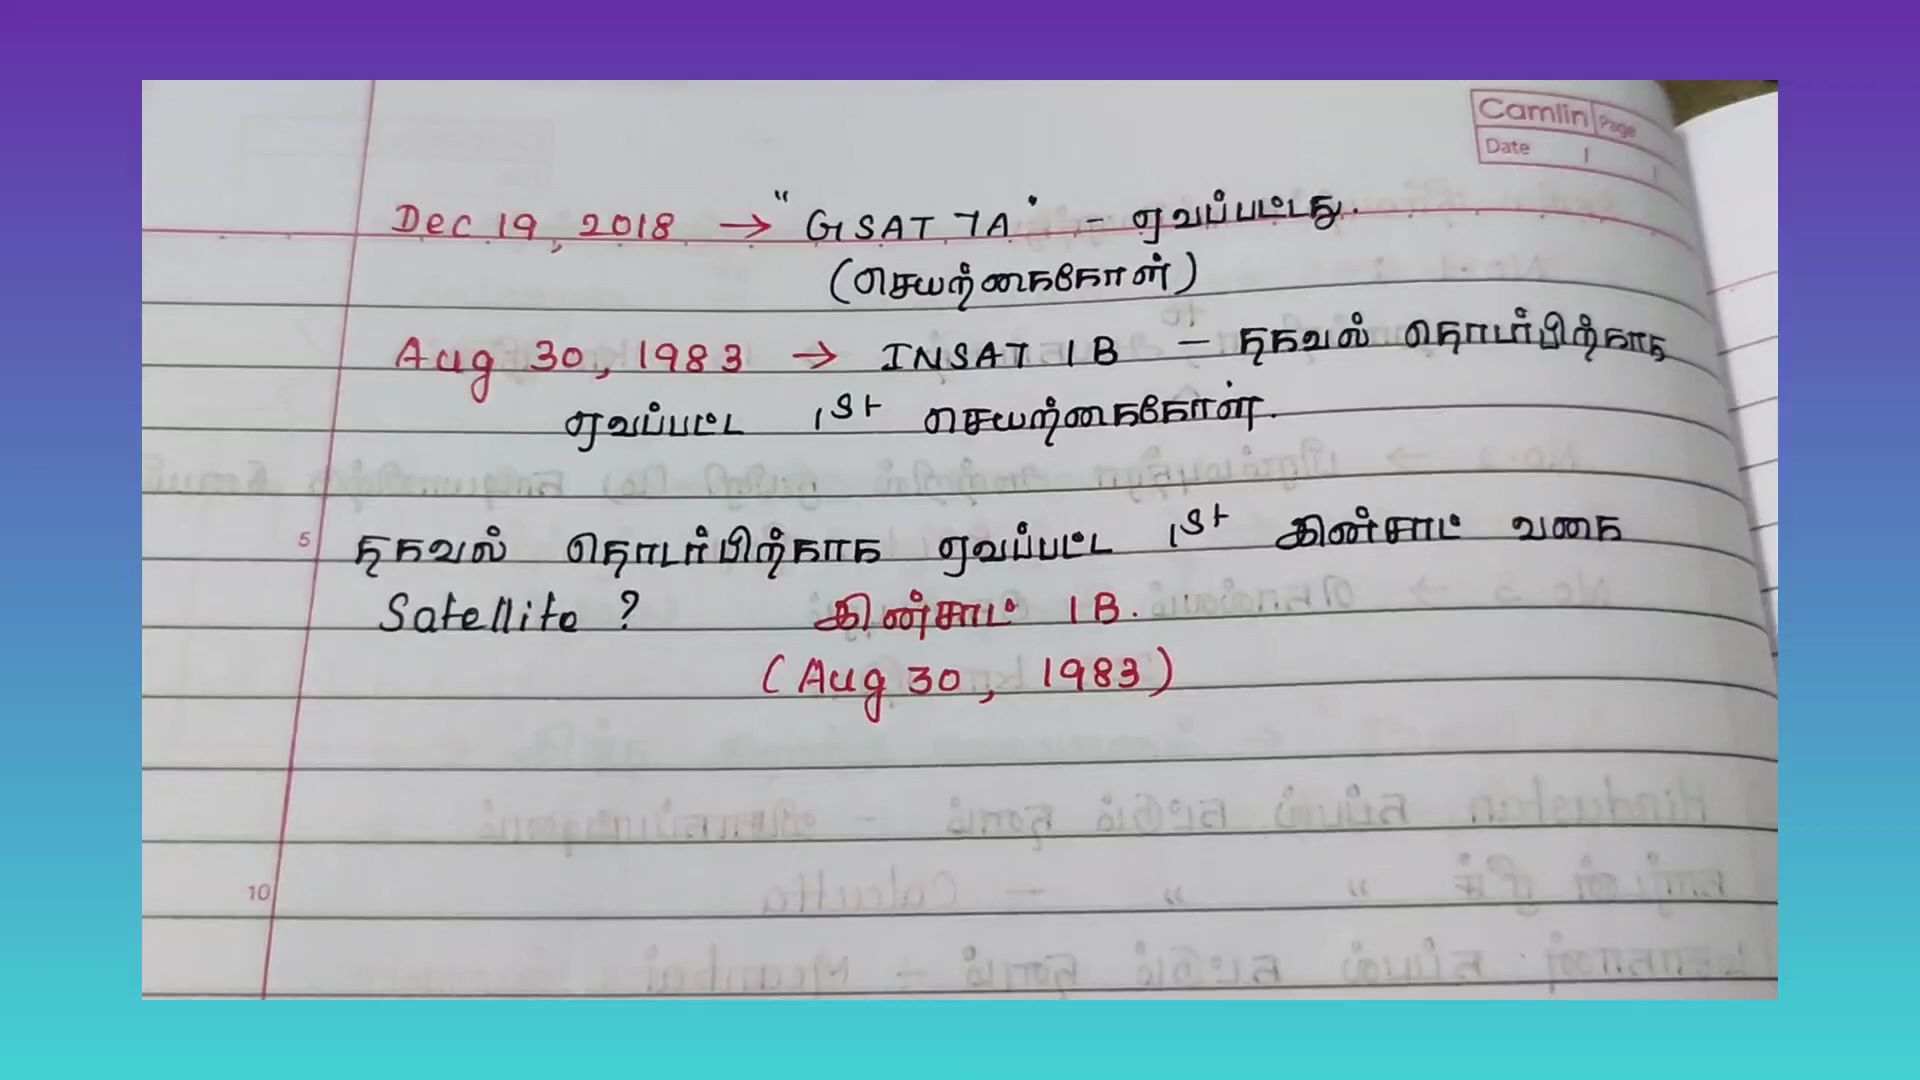 Camlin Page
Date
Dec 19, 2018 → "GSAT 7A" - ஏவப்பட்டது.
(செயற்கைகோள்)
Aug 30, 1983 → INSAT 1B - தகவல் தொடர்பிற்காக
ஏவப்பட்ட 1st செயற்கைகோள்.
5 தகவல் தொடர்பிற்காக ஏவப்பட்ட 1st இன்சாட் வகை
Satellite ? இன்சாட் 1B.
(Aug 30, 1983)
10